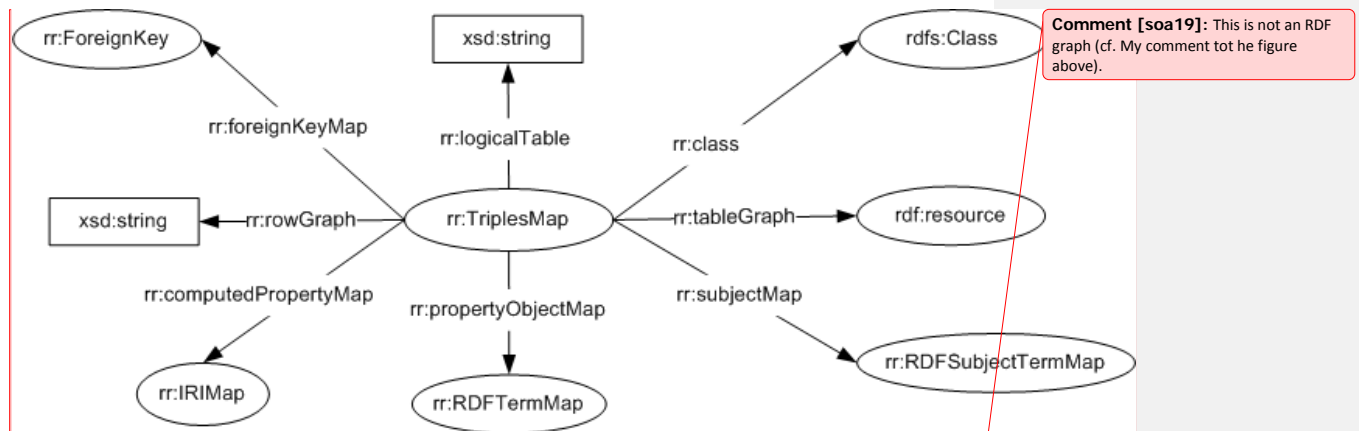 rr:ForeignKey
xsd:string
rdfs:Class
Comment [soa19]: This is not an RDF
graph (cf. My comment tot he figure
above).
rr:foreignKeyMap
rr:logicalTable
rr:class
xsd:string
rr:rowGraph
rr:TriplesMap
rr:tableGraph
rdf:resource
rr:computedPropertyMap
rr:propertyObjectMap
rr:subjectMap
rr:IRIMap
rr:RDFTermMap
rr:RDFSubjectTermMap